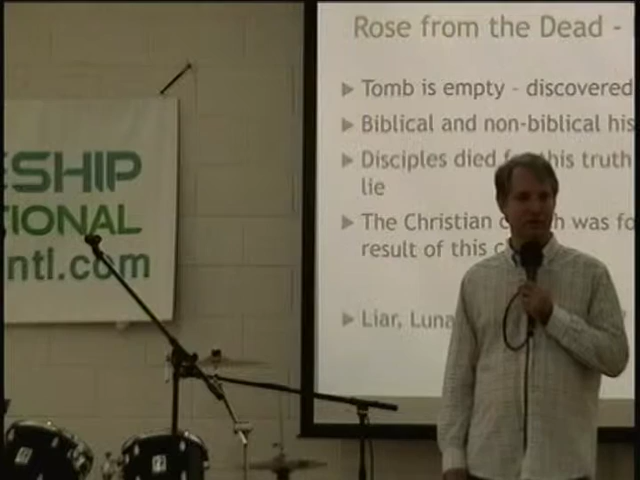 ESHIP
TIONAL
ntl.com
Rose from the Dead -
Tomb is empty - discovered
Biblical and non-biblical his
Disciples died this truth
lie
The Christian was fo
result of this
Liar, Luna